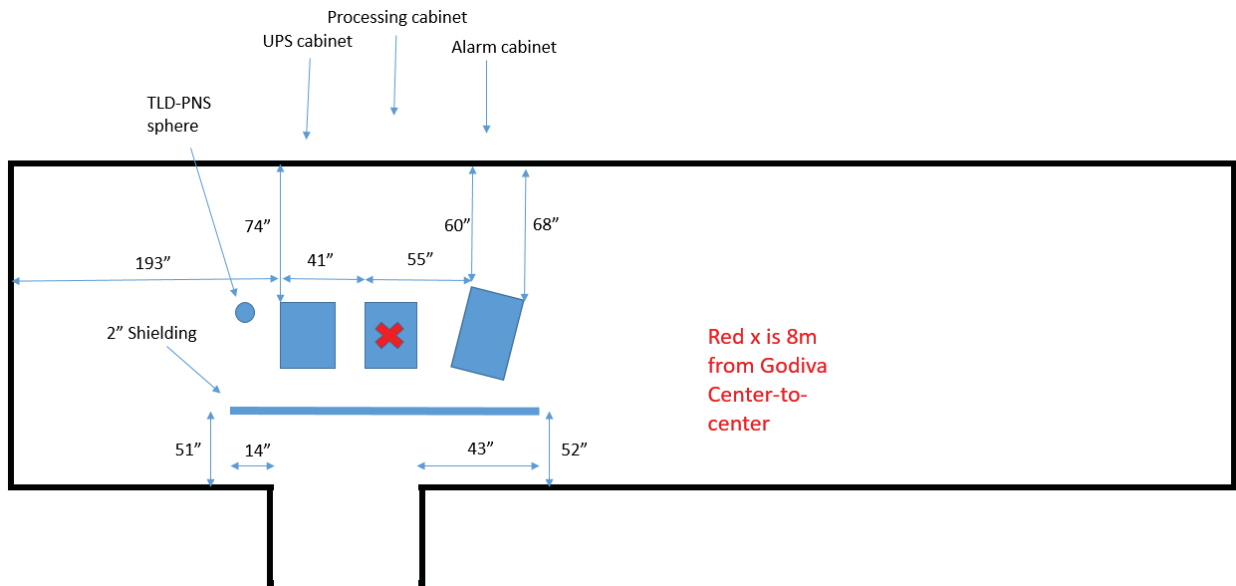 Processing cabinet
UPS cabinet
Alarm cabinet
TLD-PNS
sphere
74”
60”
68”
193”
41”
55”
2” Shielding
Red x is 8m
from Godiva
Center-to-
center
51”
14”
43”
52”